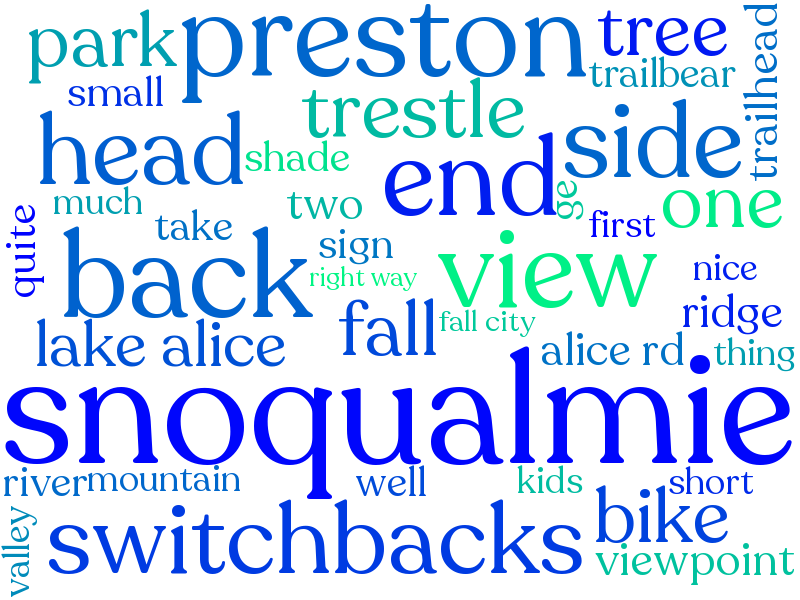 park
preston
tree
trailbear
trailhead
small
trestle
head
shade
end
side
ge
one
much
two
take
first
quite
back
sign
right way
view
nice
ridge
lake alice
fall
fall city
alice rd
thing
snoqualmie
river
mountain
well
kids
short
valley
switchbacks
bike
viewpoint